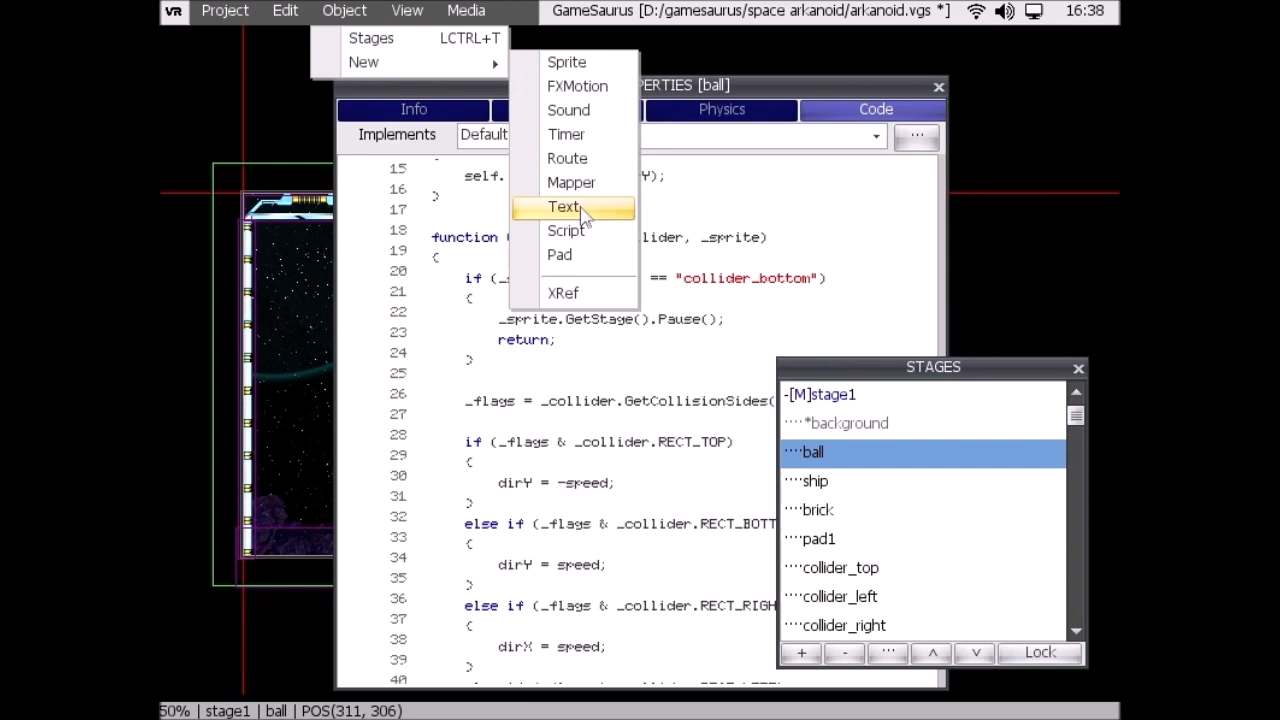 VR Project Edit Object View Media GameSaurus [D:/gamesaurus/space arkanoid/arkanoid.vgs *] 16:38
Stages LCTRL+T
New
Sprite
FXMotion
Sound
Timer
Route
Mapper
Text
Script
Pad
XRef
PERTIES [ball]
Info Physics Code
Implements Default ...
15
16 self. Y);
17 }
18
19 function lider, _sprite)
20 {
21 if (_ == "collider_bottom")
22 {
23 _sprite.GetStage().Pause();
24 return;
}
26
27 _flags = _collider.GetCollisionSides(
28
29 if (_flags & _collider.RECT_TOP)
30 {
31 dirY = -speed;
32 }
33 else if (_flags & _collider.RECT_BOTT
34 {
35 dirY = speed;
36 }
37 else if (_flags & _collider.RECT_RIGH
38 {
39 dirX = speed;
40 }
STAGES
-[M]stage1
····*background
····ball
····ship
····brick
····pad1
····collider_top
····collider_left
····collider_right
+ - ... ˄ ˅ Lock
50% | stage1 | ball | POS(311, 306)